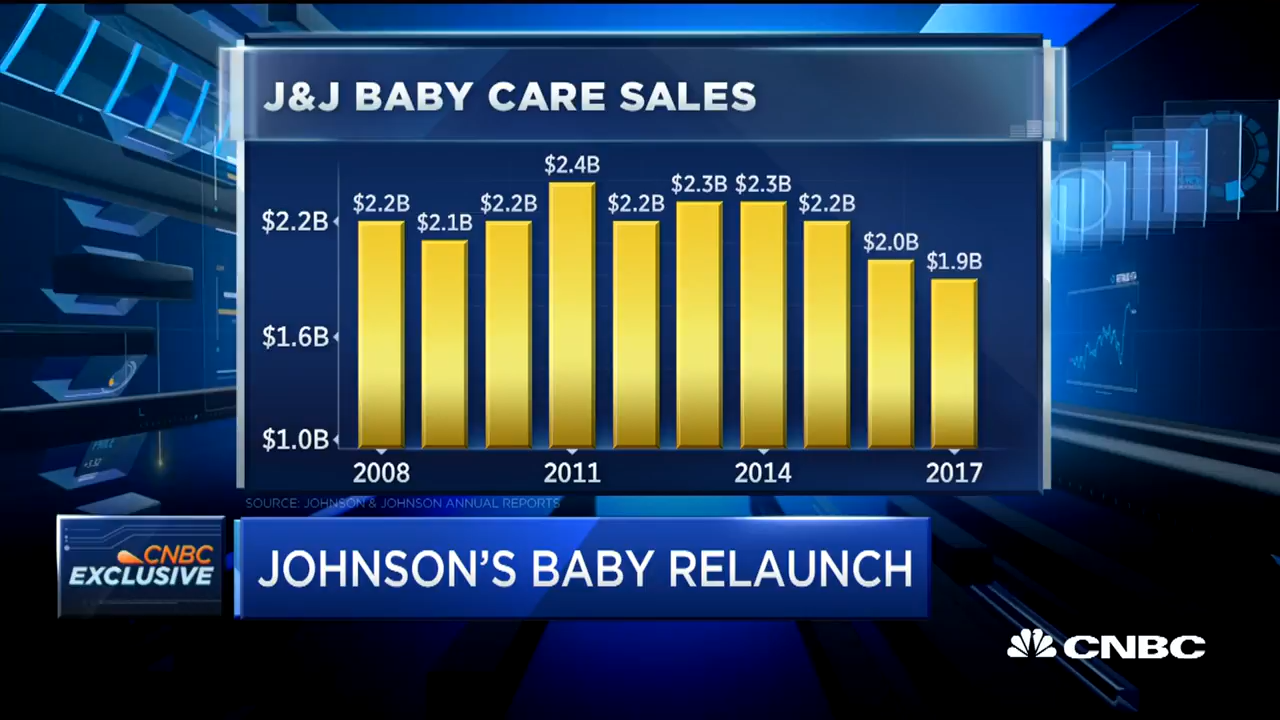 J&J BABY CARE SALES
$2.4B
$2.3B $2.3B
$2.2B $2.2B $2.2B $2.2B
$2.1B
$2.0B
$1.9B
$2.2B
$1.6B
$1.0B
2008 2011 2014 2017
SOURCE: JOHNSON & JOHNSON ANNUAL REPORTS
CNBC
EXCLUSIVE
JOHNSON'S BABY RELAUNCH
CNBC